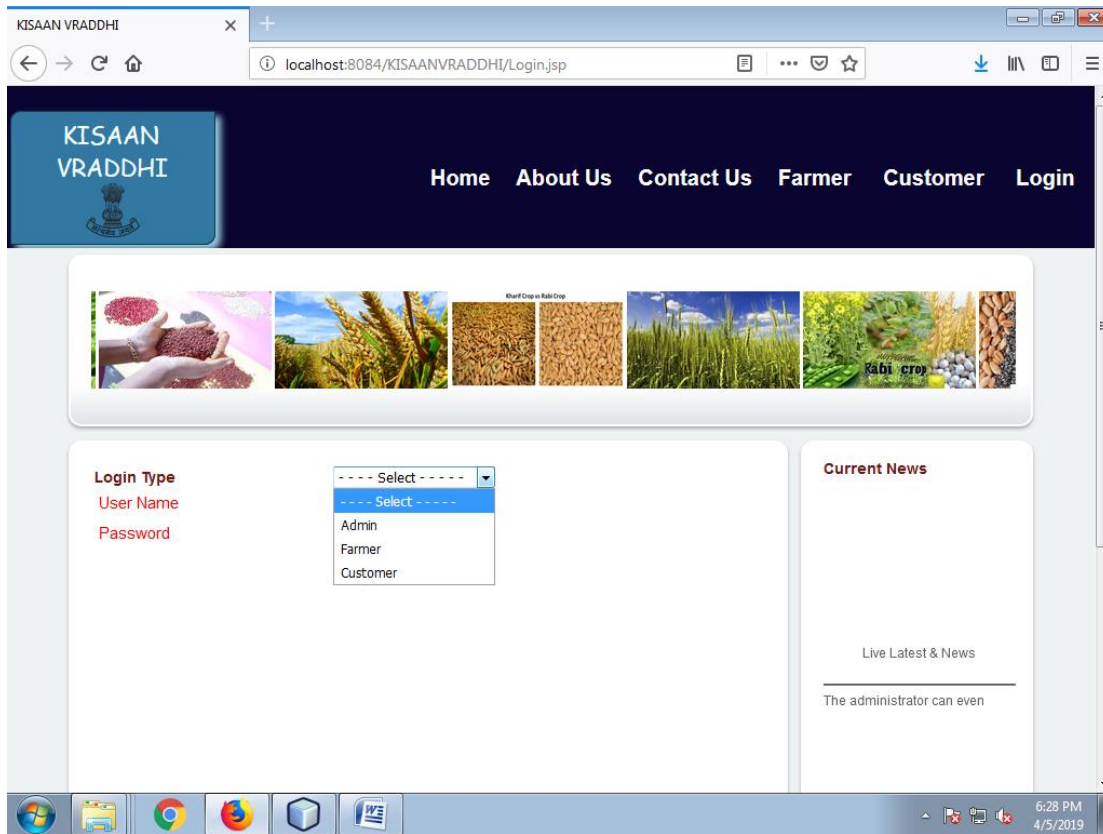 KISAAN VRADDHI
localhost:8084/KISAANVRADDHI/Login.jsp
KISAAN
VRADDHI
Home About Us Contact Us Farmer Customer Login
Kharif Crop vs Rabi Crop
Rabi crop
Login Type
- - - - Select - - - - -
User Name
- - - - Select - - - - -
Password
Admin
Farmer
Customer
Current News
Live Latest & News
The administrator can even
6:28 PM
4/5/2019